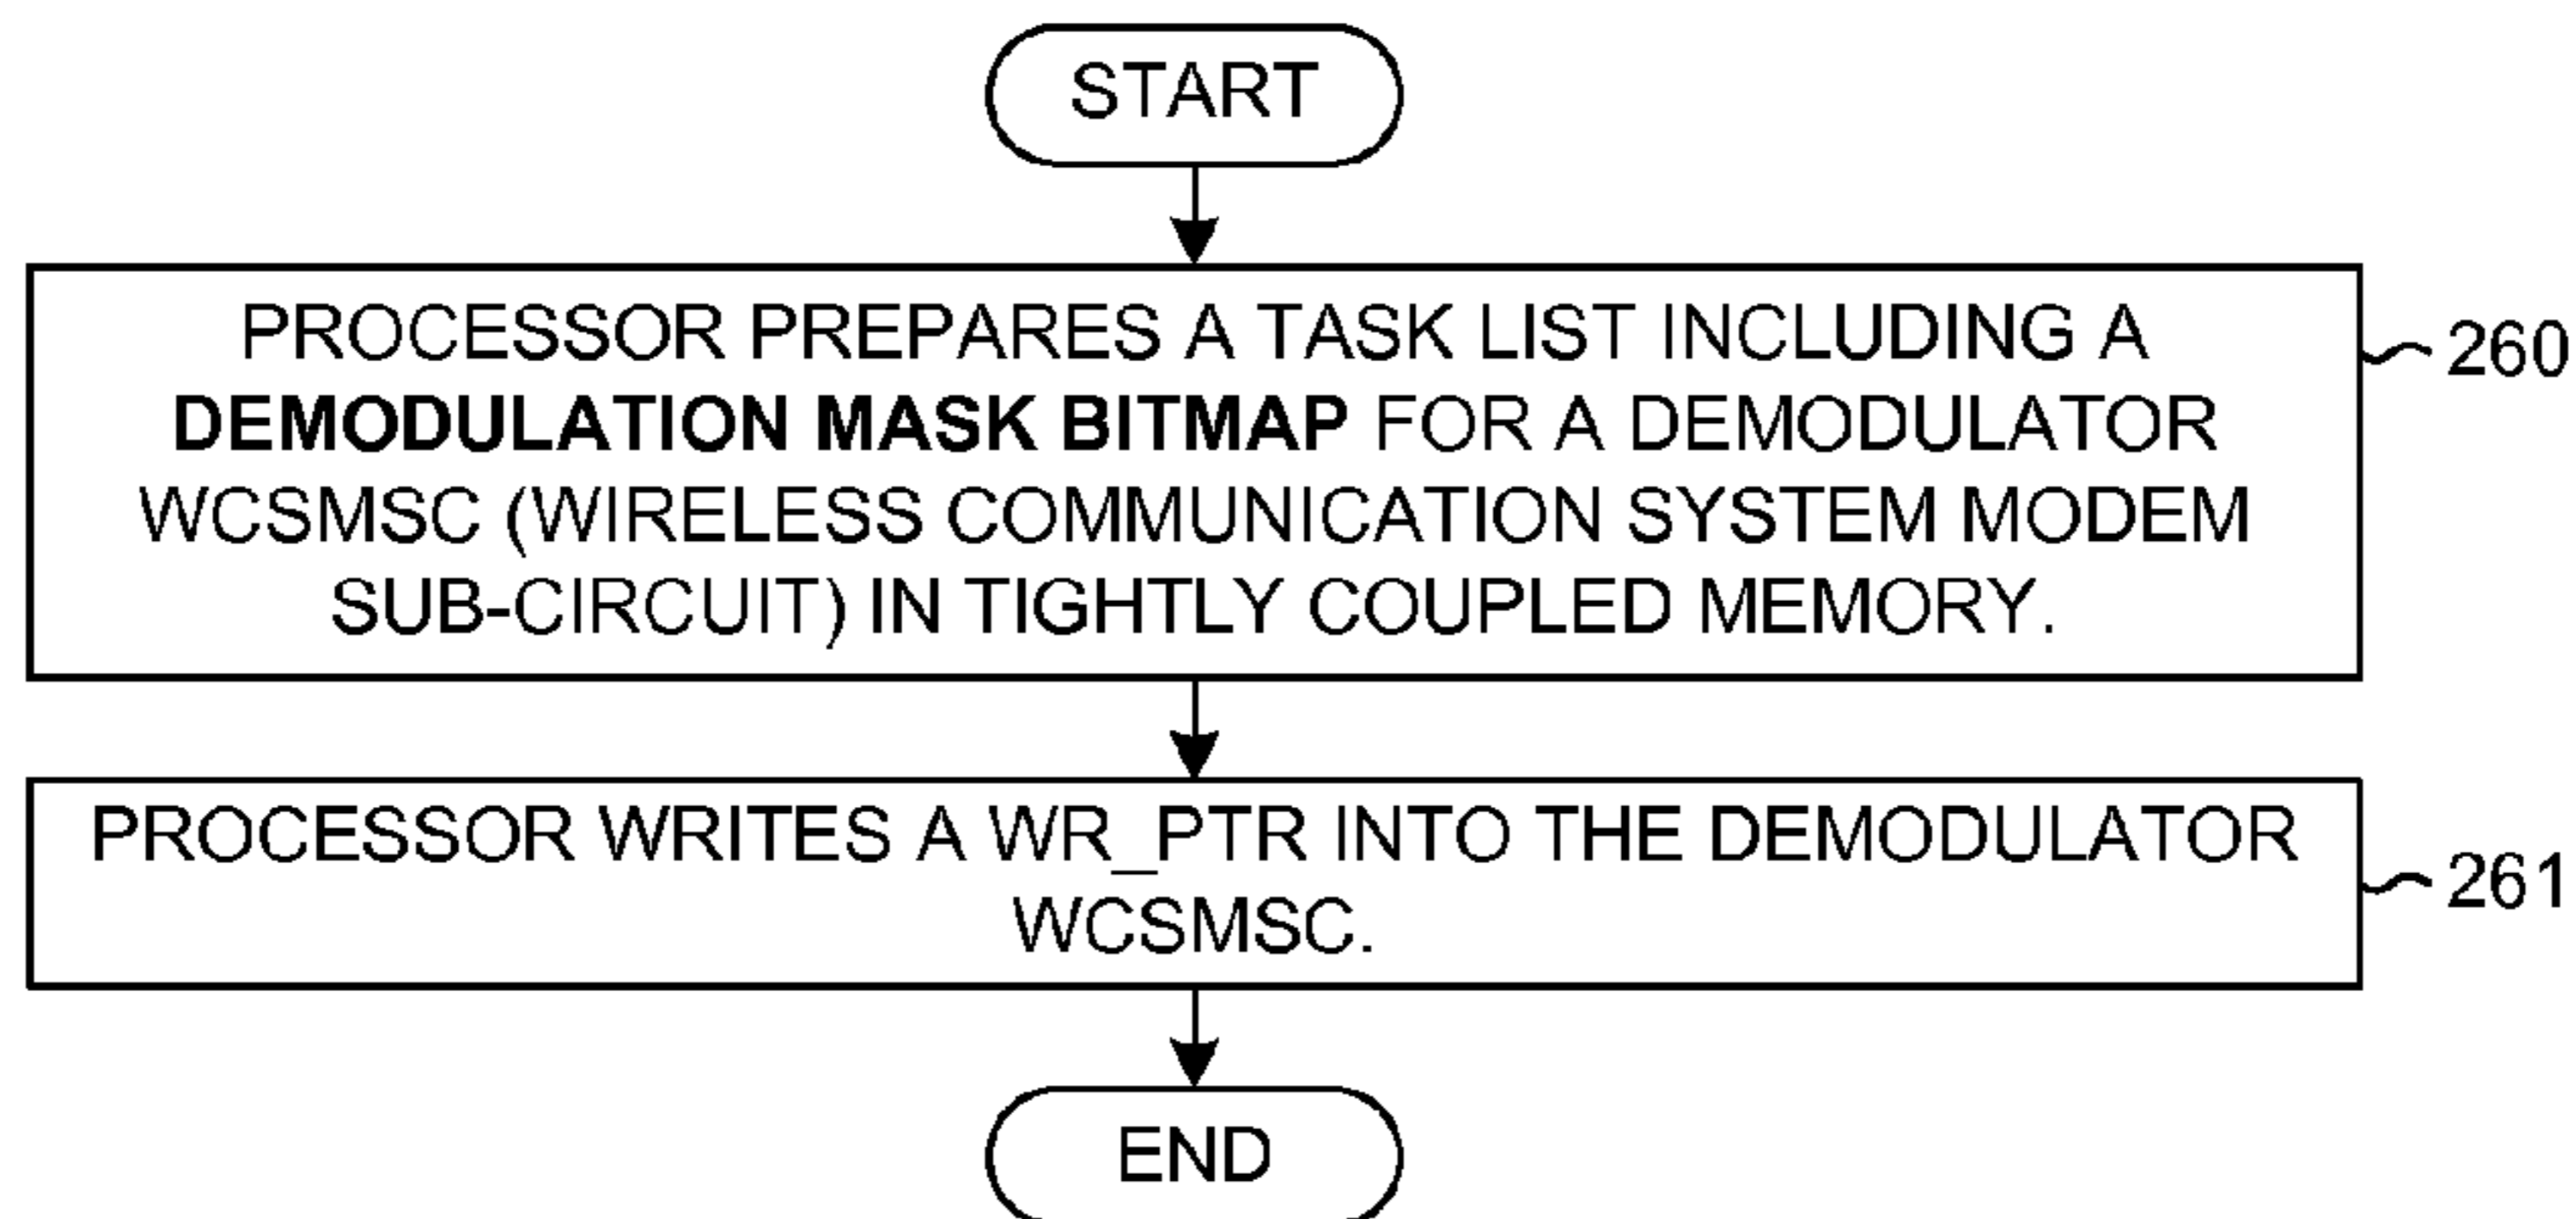 START
PROCESSOR PREPARES A TASK LIST INCLUDING A
DEMODULATION MASK BITMAP FOR A DEMODULATOR
WCSMSC (WIRELESS COMMUNICATION SYSTEM MODEM
SUB-CIRCUIT) IN TIGHTLY COUPLED MEMORY.
260
PROCESSOR WRITES A WR_PTR INTO THE DEMODULATOR
WCSMSC.
261
END